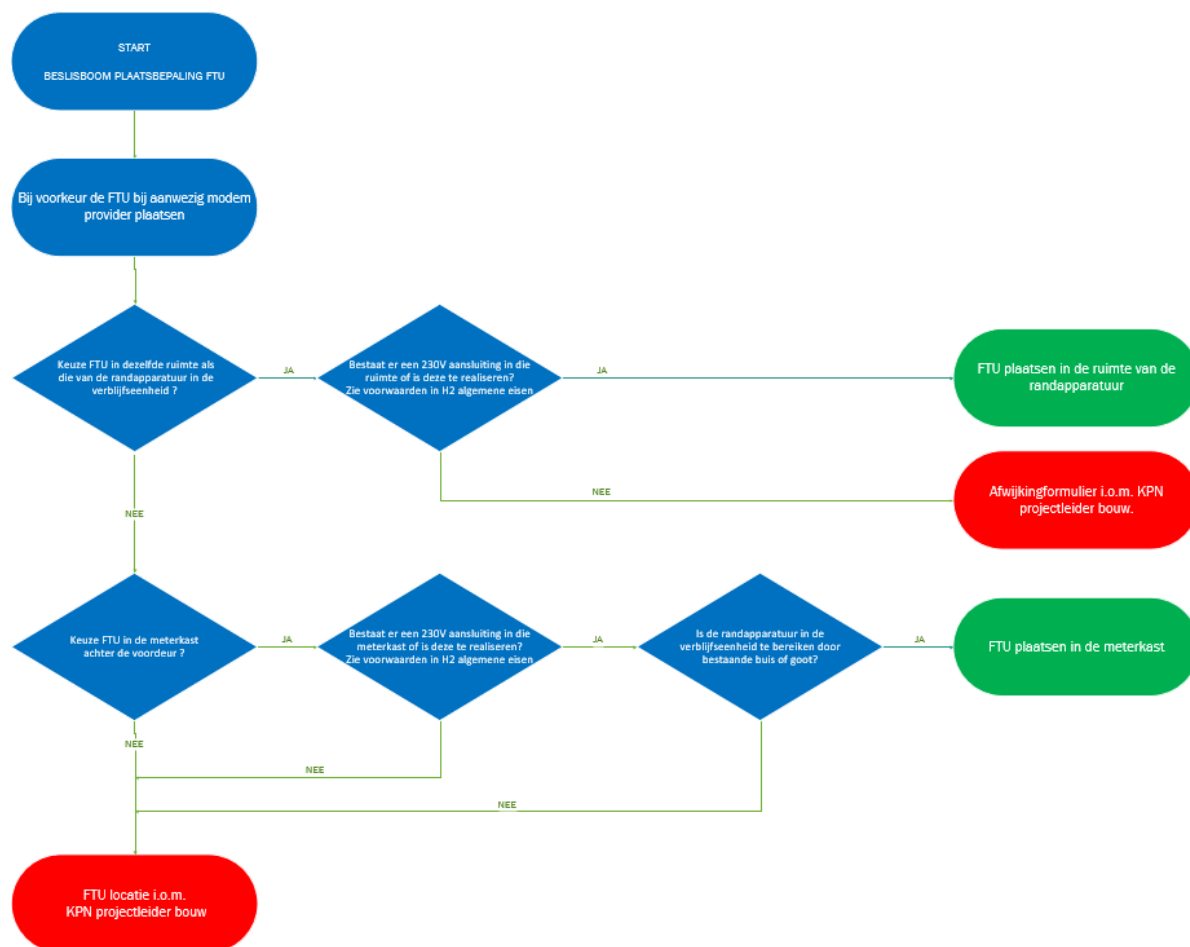 START
BESLISBOOM PLAATSBEPALING FTU
Bij voorkeur de FTU bij aanwezig modem
provider plaatsen
Keuze FTU in dezelfde ruimte als
die van de randapparatuur in de
verblijfseenheid ?
JA
Bestaat er een 230V aansluiting in die
ruimte of is deze te realiseren?
Zie voorwaarden in H2 algemene eisen
JA
FTU plaatsen in de ruimte van de
randapparatuur
NEE
Afwijkingformulier i.o.m. KPN
projectleider bouw.
NEE
Keuze FTU in de meterkast
achter de voordeur ?
JA
Bestaat er een 230V aansluiting in die
meterkast of is deze te realiseren?
Zie voorwaarden in H2 algemene eisen
JA
Is de randapparatuur in de
verblijfseenheid te bereiken door
bestaande buis of goot?
JA
FTU plaatsen in de meterkast
NEE
NEE
NEE
FTU locatie i.o.m.
KPN projectleider bouw